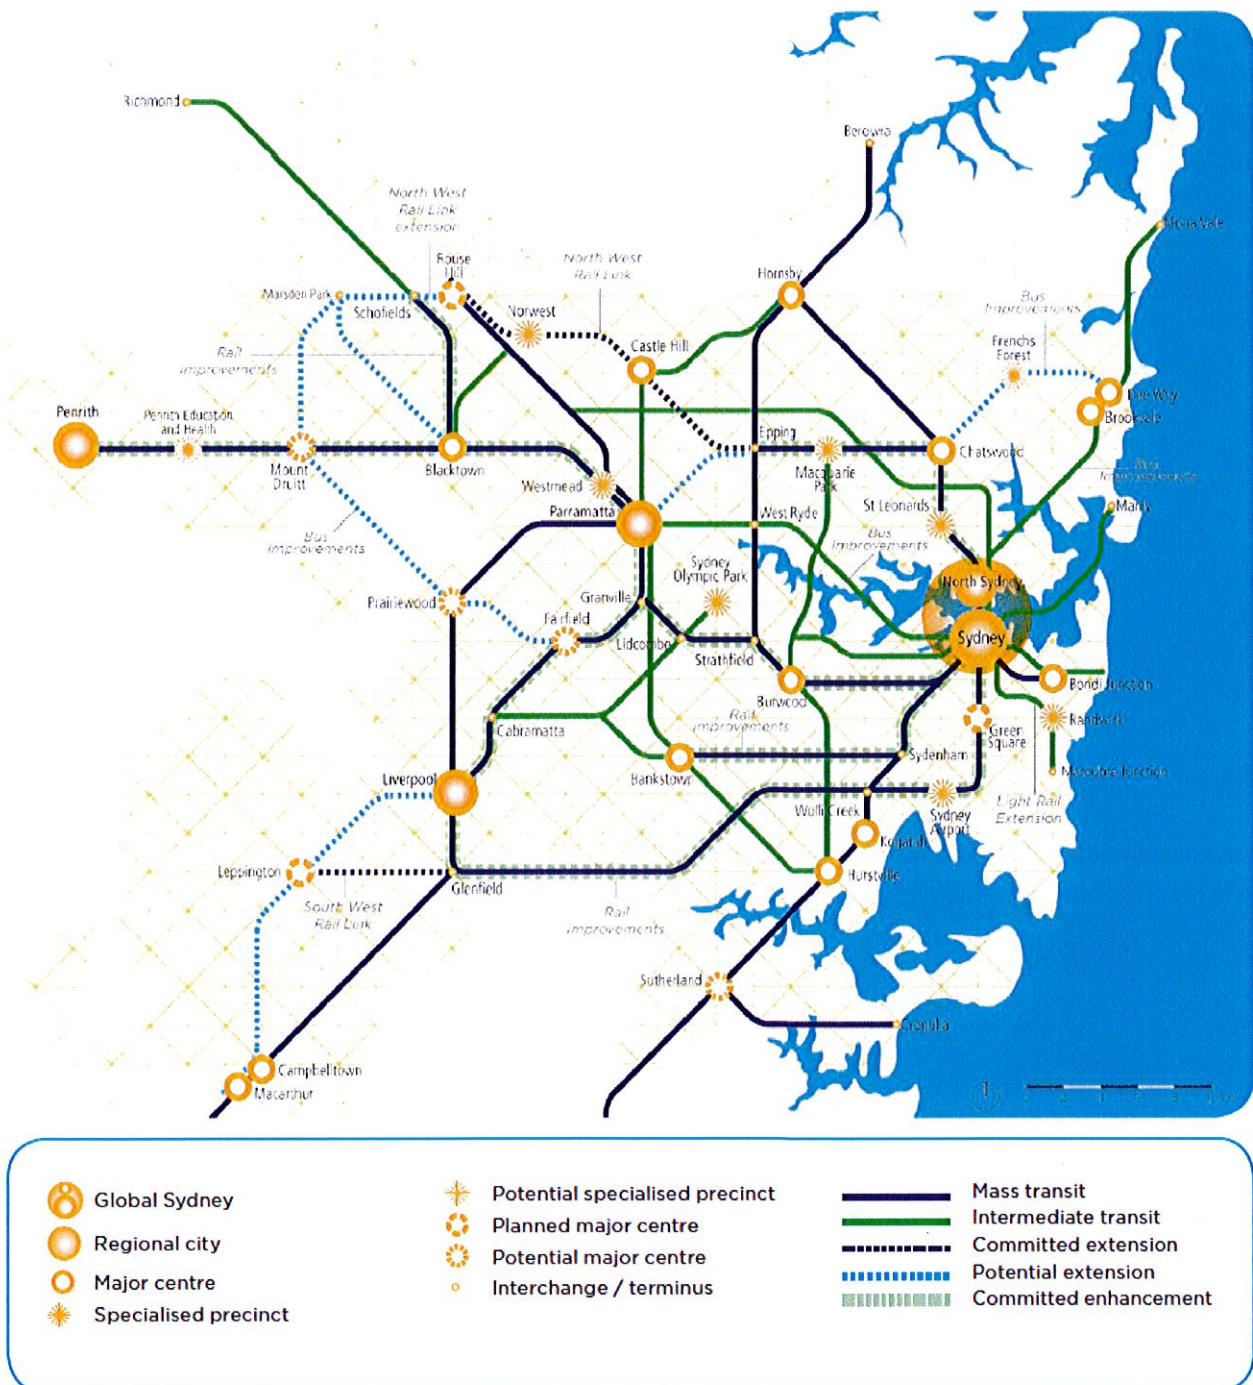 Richmond
Berowra
North West
Rail Link
extension
Mona Vale
Rouse
Hill
North West
Rail Link
Hornsby
Marsden Park
Schofields
Norwest
Bus
Improvements
Frenchs
Forest
Rail
Improvements
Castle Hill
Dee Why
Brookvale
Penrith
Penrith Education
and Health
Epping
Mount
Druitt
Blacktown
Macquarie
Park
Chatswood
Bus
Improvements
Westmead
St Leonards
Manly
Parramatta
West Ryde
Bus
Improvements
Bus
Improvements
Sydney
Olympic Park
North Sydney
Prairiewood
Granville
Fairfield
Lidcombe
Strathfield
Sydney
Burwood
Bondi Junction
Cabramatta
Rail
Improvements
Green
Square
Randwick
Sydenham
Liverpool
Bankstown
Maroubra Junction
Wolli Creek
Sydney
Airport
Light Rail
Extension
Kogarah
Leppington
Glenfield
Hurstville
South West
Rail Link
Rail
Improvements
Sutherland
Cronulla
Campbelltown
Macarthur
Global Sydney
Regional city
Major centre
Specialised precinct
Potential specialised precinct
Planned major centre
Potential major centre
Interchange / terminus
Mass transit
Intermediate transit
Committed extension
Potential extension
Committed enhancement